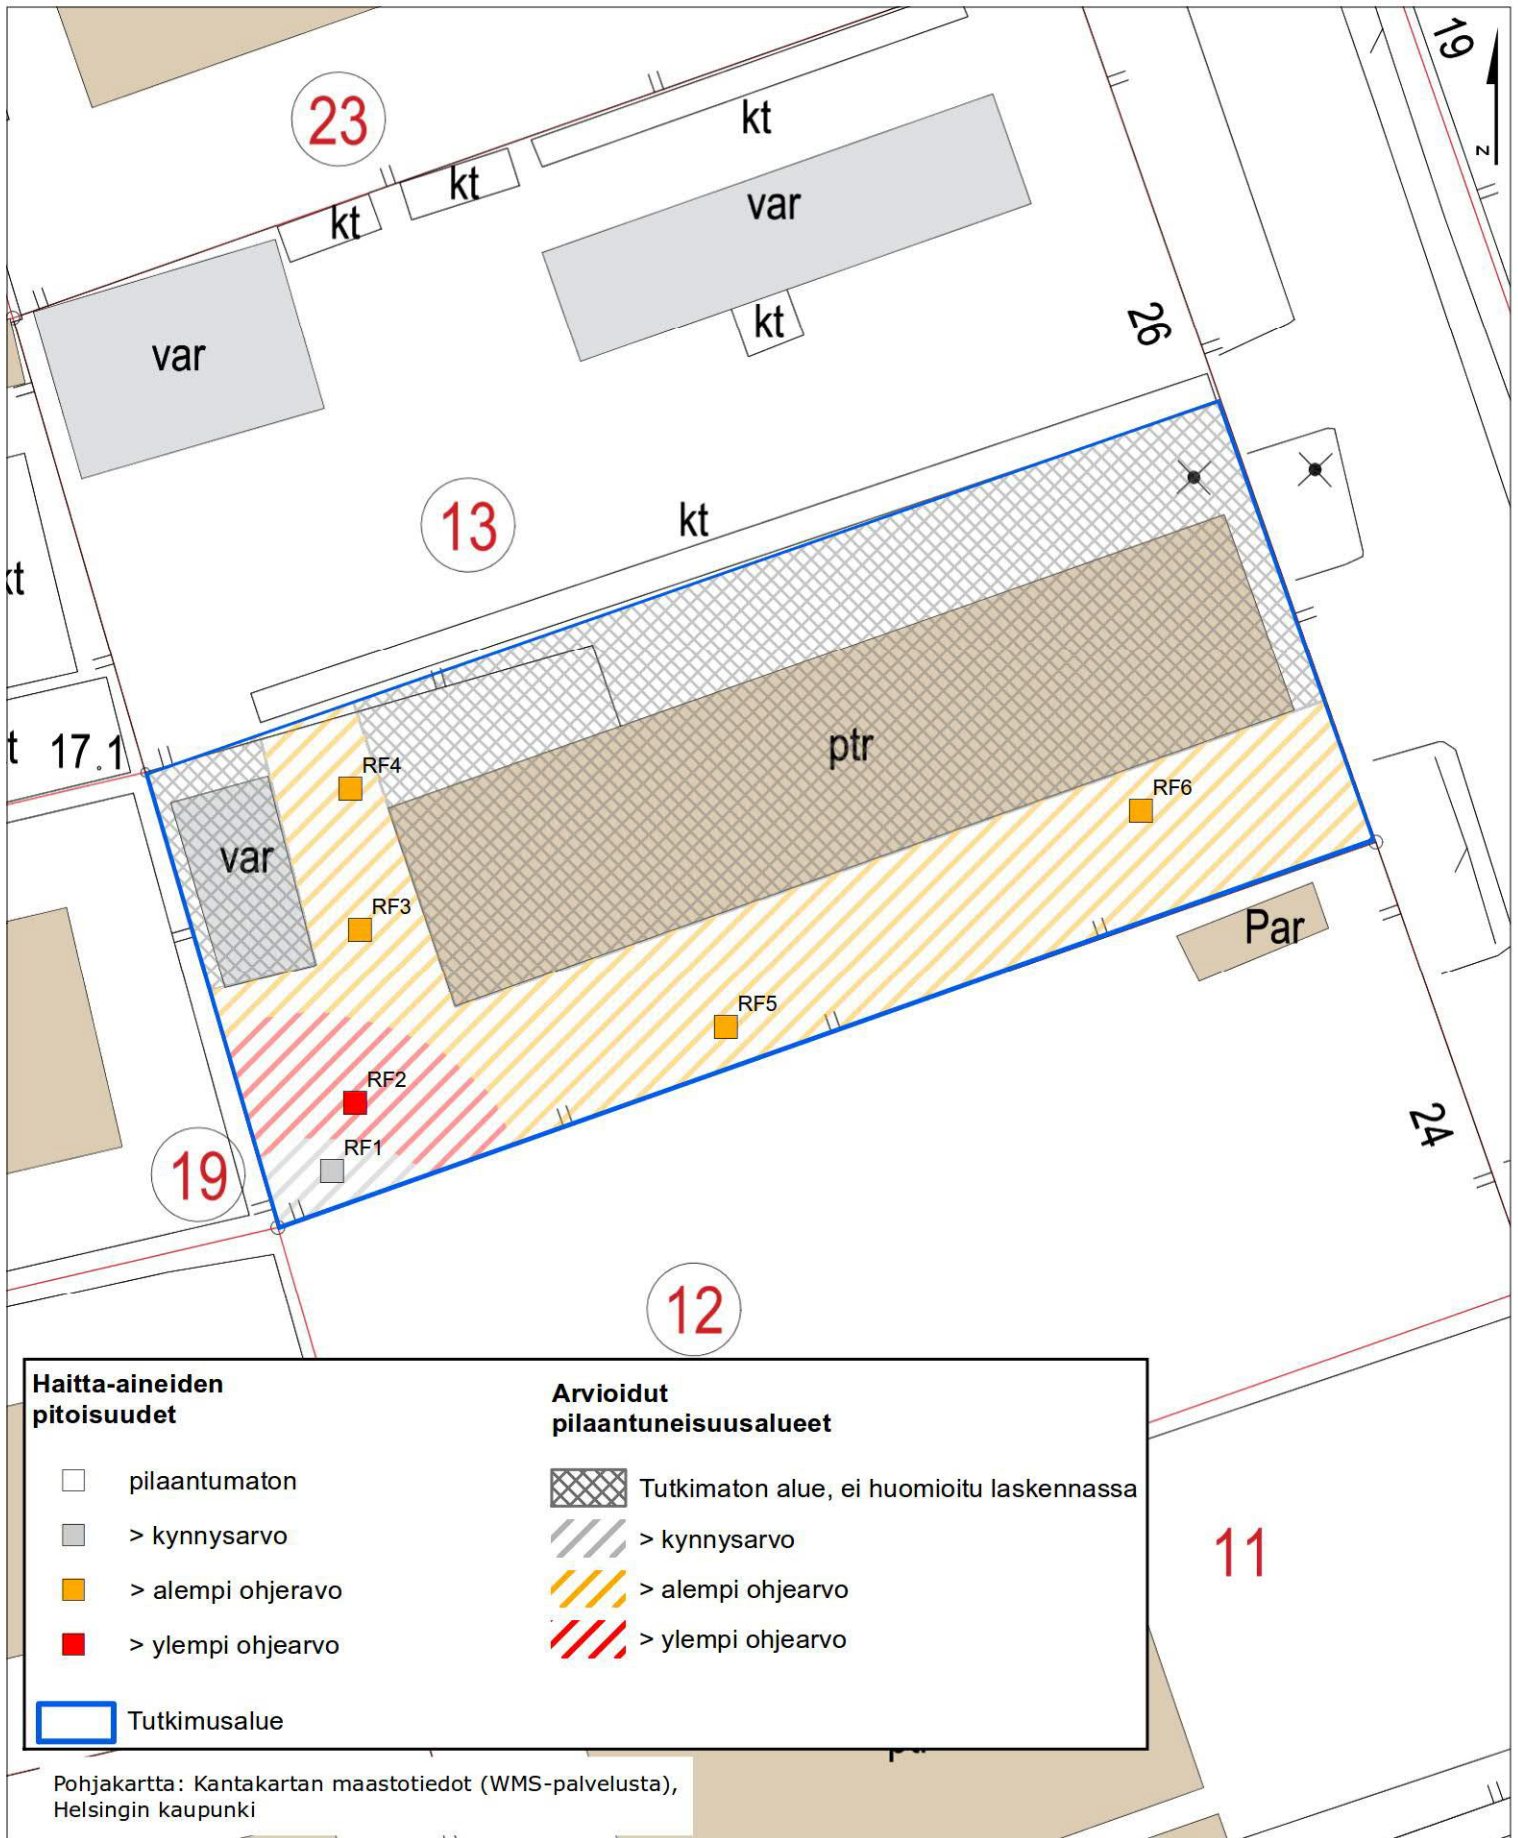 19
z
23
kt
kt
kt
var
var
kt
26
13
kt
kt
t 17.1
RF4
ptr
RF6
var
RF3
Par
RF5
RF2
RF1
24
19
12
11
Haitta-aineiden
pitoisuudet
pilaantumaton
> kynnysarvo
> alempi ohjeravo
> ylempi ohjearvo
Tutkimusalue
Arvioidut
pilaantuneisuusalueet
Tutkimaton alue, ei huomioitu laskennassa
> kynnysarvo
> alempi ohjearvo
> ylempi ohjearvo
Pohjakartta: Kantakartan maastotiedot (WMS-palvelusta),
Helsingin kaupunki